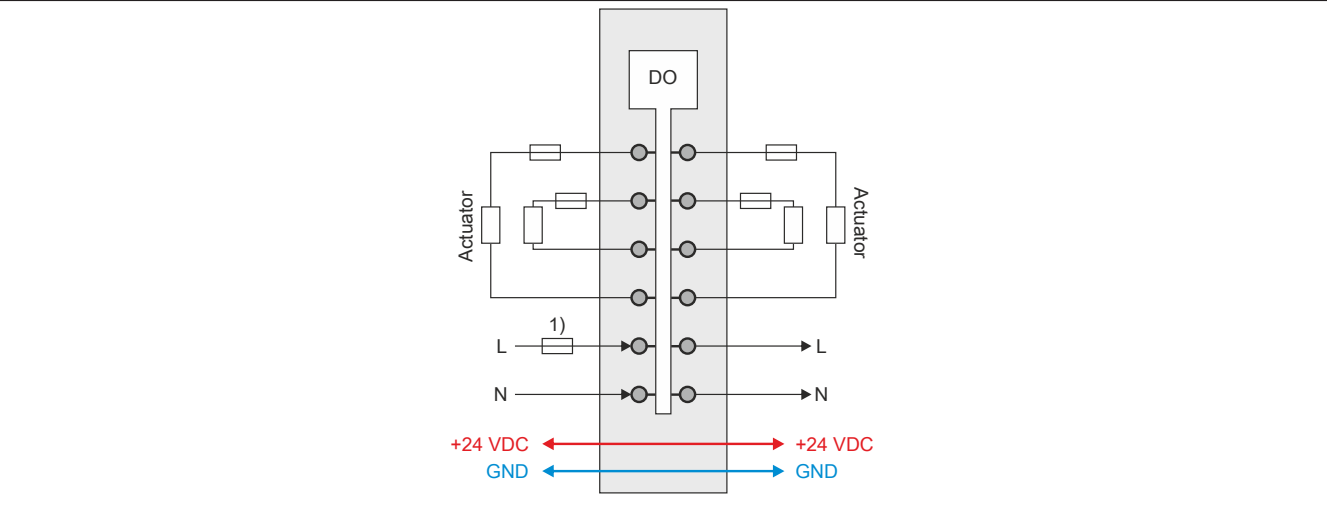 DO
Actuator
Actuator
1)
L
L
N
N
+24 VDC
+24 VDC
GND
GND